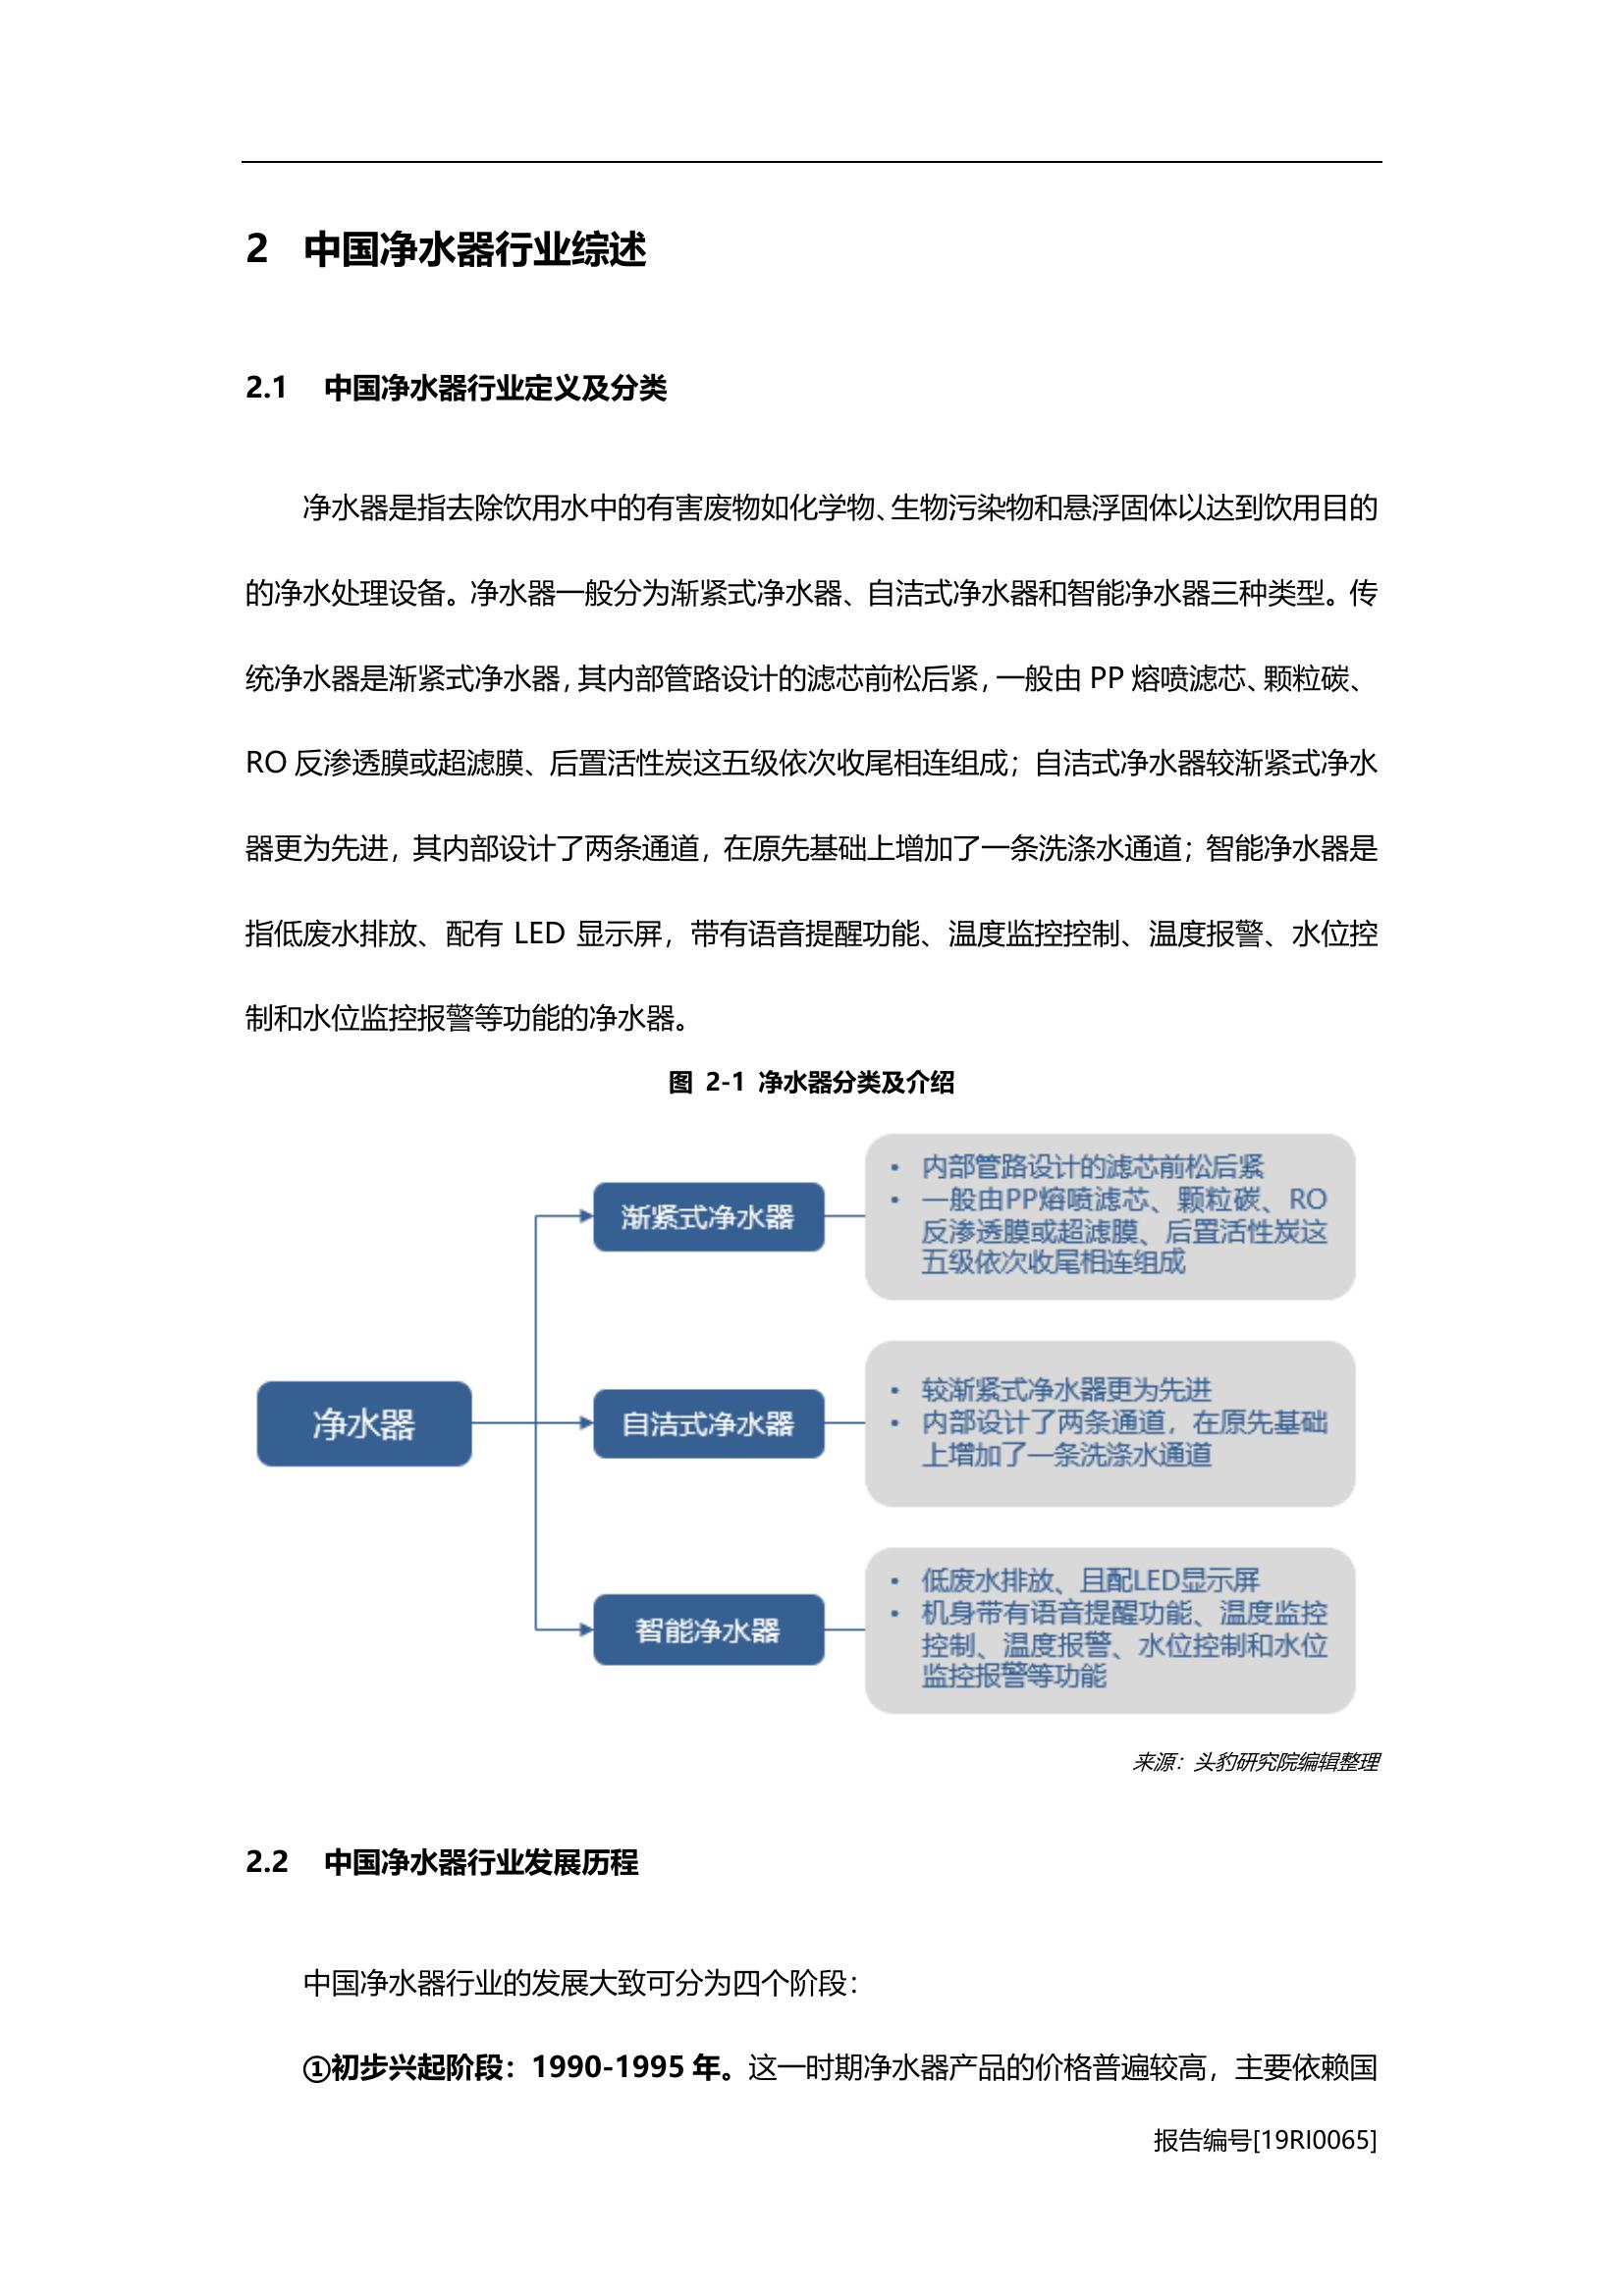 2 中国净水器行业综述
2.1 中国净水器行业定义及分类
净水器是指去除饮用水中的有害废物如化学物、生物污染物和悬浮固体以达到饮用目的
的净水处理设备。净水器一般分为渐紧式净水器、自洁式净水器和智能净水器三种类型。传
统净水器是渐紧式净水器，其内部管路设计的滤芯前松后紧，一般由 PP 熔喷滤芯、颗粒碳、
RO 反渗透膜或超滤膜、后置活性炭这五级依次收尾相连组成；自洁式净水器较渐紧式净水
器更为先进，其内部设计了两条通道，在原先基础上增加了一条洗涤水通道；智能净水器是
指低废水排放、配有 LED 显示屏，带有语音提醒功能、温度监控控制、温度报警、水位控
制和水位监控报警等功能的净水器。
图 2-1 净水器分类及介绍
净水器
渐紧式净水器
• 内部管路设计的滤芯前松后紧
• 一般由PP熔喷滤芯、颗粒碳、RO
反渗透膜或超滤膜、后置活性炭这
五级依次收尾相连组成
自洁式净水器
• 较渐紧式净水器更为先进
• 内部设计了两条通道，在原先基础
上增加了一条洗涤水通道
智能净水器
• 低废水排放、且配LED显示屏
• 机身带有语音提醒功能、温度监控
控制、温度报警、水位控制和水位
监控报警等功能
来源：头豹研究院编辑整理
2.2 中国净水器行业发展历程
中国净水器行业的发展大致可分为四个阶段：
①初步兴起阶段：1990-1995 年。这一时期净水器产品的价格普遍较高，主要依赖国
报告编号[19RI0065]